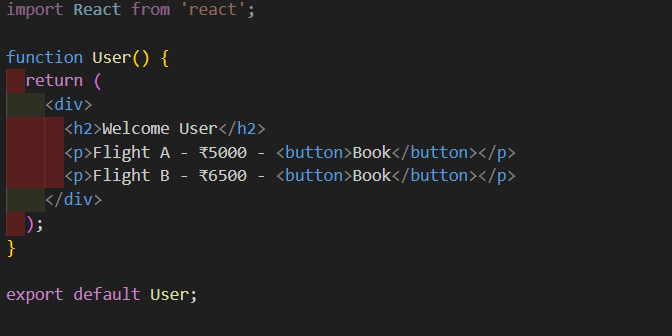 import React from 'react';

function User() {
  return (
    <div>
      <h2>Welcome User</h2>
      <p>Flight A - ₹5000 - <button>Book</button></p>
      <p>Flight B - ₹6500 - <button>Book</button></p>
    </div>
  );
}

export default User;